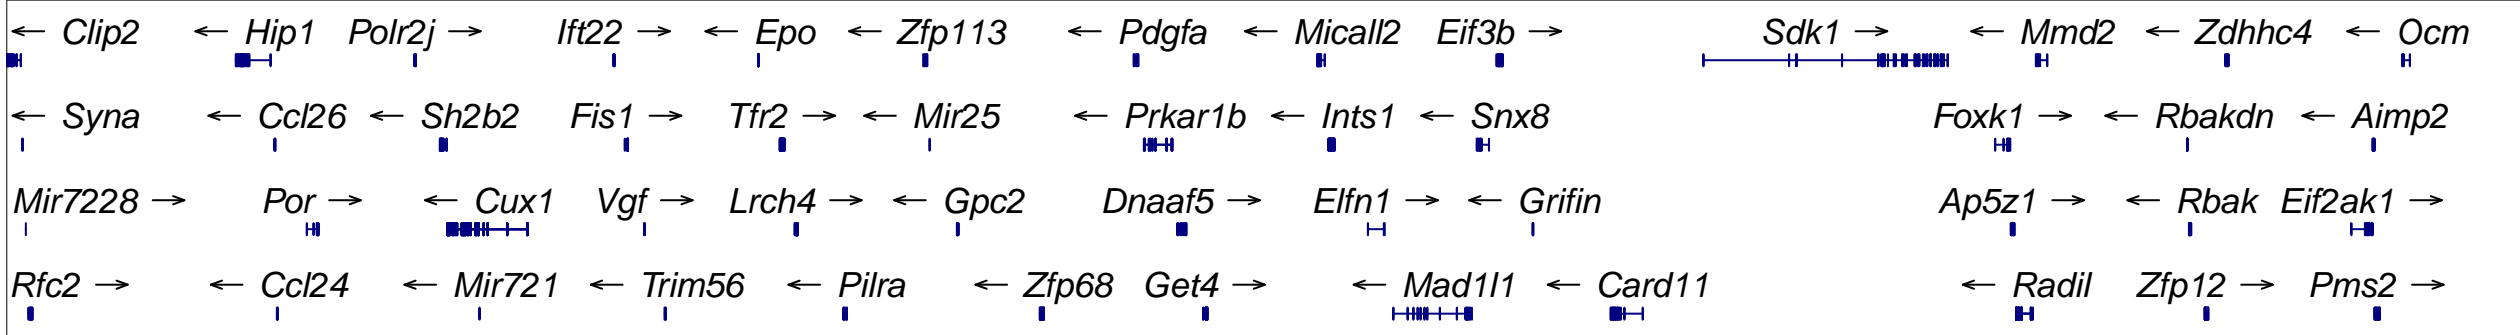 ← Clip2 ← Hip1 Polr2j → Ift22 → ← Epo ← Zfp113 ← Pdgfa ← Micall2 Eif3b → Sdk1 → ← Mmd2 ← Zdhhc4 ← Ocm
← Syna ← Ccl26 ← Sh2b2 Fis1 → Tfr2 → ← Mir25 ← Prkar1b ← Ints1 ← Snx8 Foxk1 → ← Rbakdn ← Aimp2
Mir7228 → Por → ← Cux1 Vgf → Lrch4 → ← Gpc2 Dnaaf5 → Elfn1 → ← Grifin Ap5z1 → ← Rbak Eif2ak1 →
Rfc2 → ← Ccl24 ← Mir721 ← Trim56 ← Pilra ← Zfp68 Get4 → ← Mad1l1 ← Card11 ← Radil Zfp12 → Pms2 →